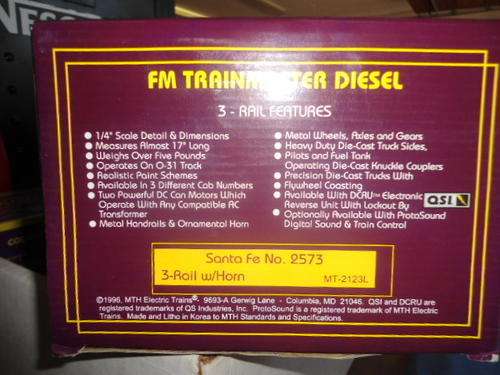 FM TRAINMASTER DIESEL
3 - RAIL FEATURES
1/4" Scale Detail & Dimensions
Measures Almost 17" Long
Weighs Over Five Pounds
Operates On O-31 Track
Realistic Paint Schemes
Available In 3 Different Cab Numbers
Two Powerful DC Can Motors Which
Operate With Any Compatible AC
Transformer
Metal Handrails & Ornamental Horn
Metal Wheels, Axles and Gears
Heavy Duty Die-Cast Truck Sides,
Pilots and Fuel Tank
Operating Die-Cast Knuckle Couplers
Precision Die-Cast Trucks With
Flywheel Coasting
Available With DCRU™ Electronic
Reverse Unit With Lockout By
QSI
Optionally Available With ProtoSound
Digital Sound & Train Control
Santa Fe No. 2573
3-Rail w/Horn
MT-2123L
©1996, MTH Electric Trains®. 9693-A Gerwig Lane - Columbia, MD 21046. QSI and DCRU are
registered trademarks of QS Industries, Inc. ProtoSound is a registered trademark of MTH Electric
Trains. Made and Litho in Korea to MTH Standards and Specifications.